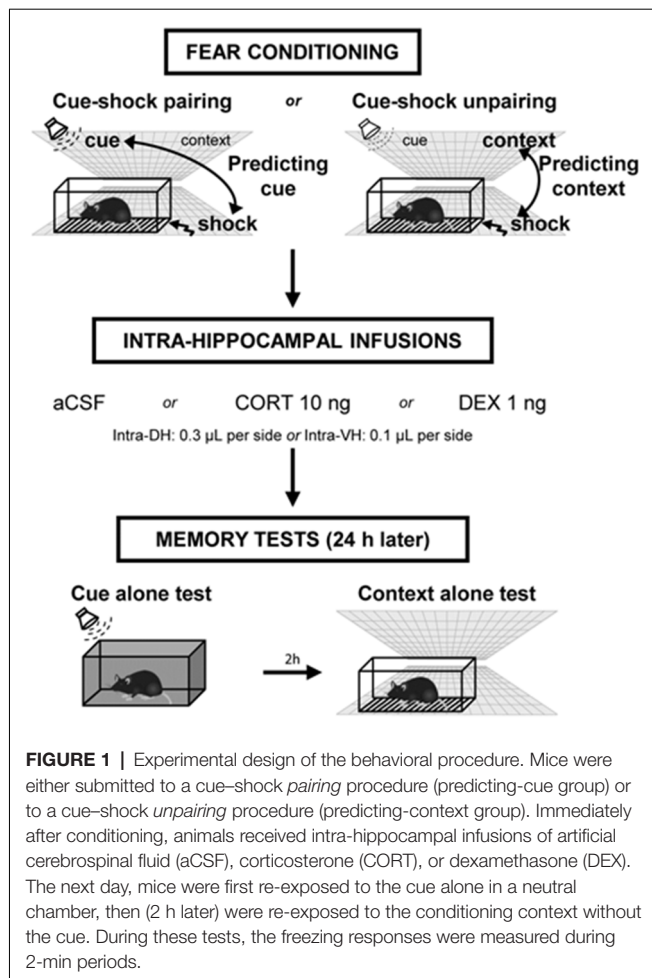 FEAR CONDITIONING
Cue-shock pairing or Cue-shock unpairing
cue context
Predicting
cue
shock
cue context
Predicting
context
shock
INTRA-HIPPOCAMPAL INFUSIONS
aCSF or CORT 10 ng or DEX 1 ng
Intra-DH: 0.3 µL per side or Intra-VH: 0.1 µL per side
MEMORY TESTS (24 h later)
Cue alone test
Context alone test
2h
FIGURE 1 | Experimental design of the behavioral procedure. Mice were
either submitted to a cue–shock pairing procedure (predicting-cue group) or
to a cue–shock unpairing procedure (predicting-context group). Immediately
after conditioning, animals received intra-hippocampal infusions of artificial
cerebrospinal fluid (aCSF), corticosterone (CORT), or dexamethasone (DEX).
The next day, mice were first re-exposed to the cue alone in a neutral
chamber, then (2 h later) were re-exposed to the conditioning context without
the cue. During these tests, the freezing responses were measured during
2-min periods.